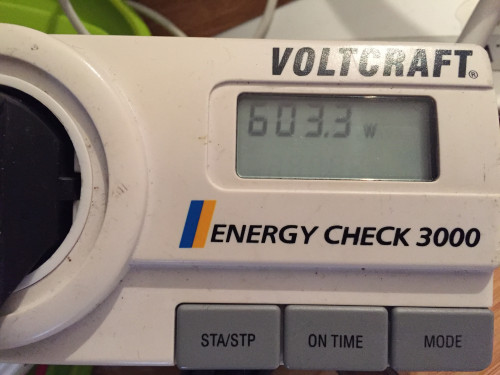 VOLTCRAFT®
603.3 W
ENERGY CHECK 3000
STA/STP ON TIME MODE